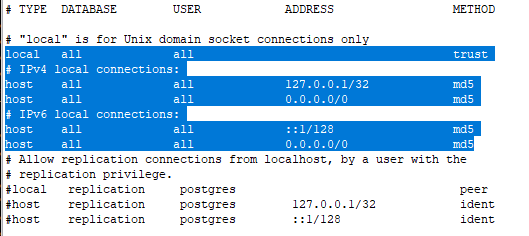 # TYPE  DATABASE        USER            ADDRESS                 METHOD
# "local" is for Unix domain socket connections only
local   all             all                                     trust
# IPv4 local connections:
host    all             all             127.0.0.1/32            md5
host    all             all             0.0.0.0/0               md5
# IPv6 local connections:
host    all             all             ::1/128                 md5
host    all             all             0.0.0.0/0               md5
# Allow replication connections from localhost, by a user with the
# replication privilege.
#local   replication     postgres                                peer
#host    replication     postgres        127.0.0.1/32            ident
#host    replication     postgres        ::1/128                 ident